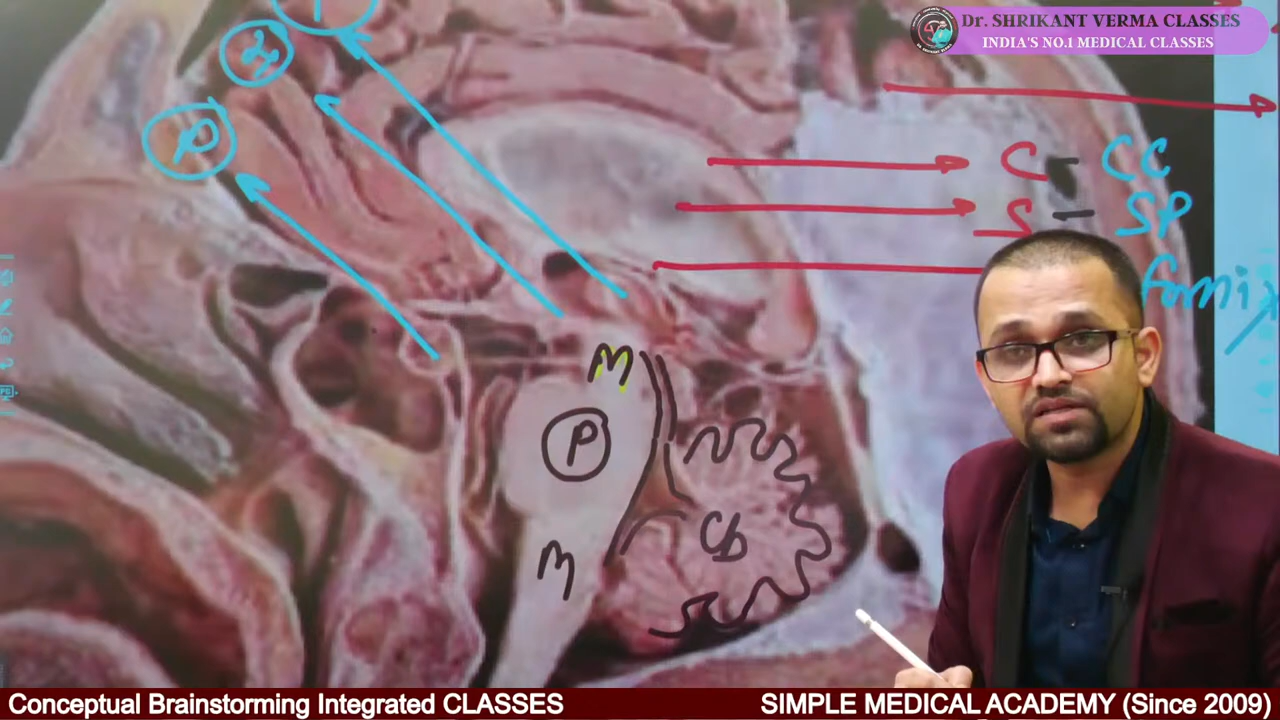 Dr. SHRIKANT VERMA CLASSES
INDIA'S NO.1 MEDICAL CLASSES
P
C - CC
S - SP
fornix
M
P
M
Cb
Conceptual Brainstorming Integrated CLASSES
SIMPLE MEDICAL ACADEMY (Since 2009)